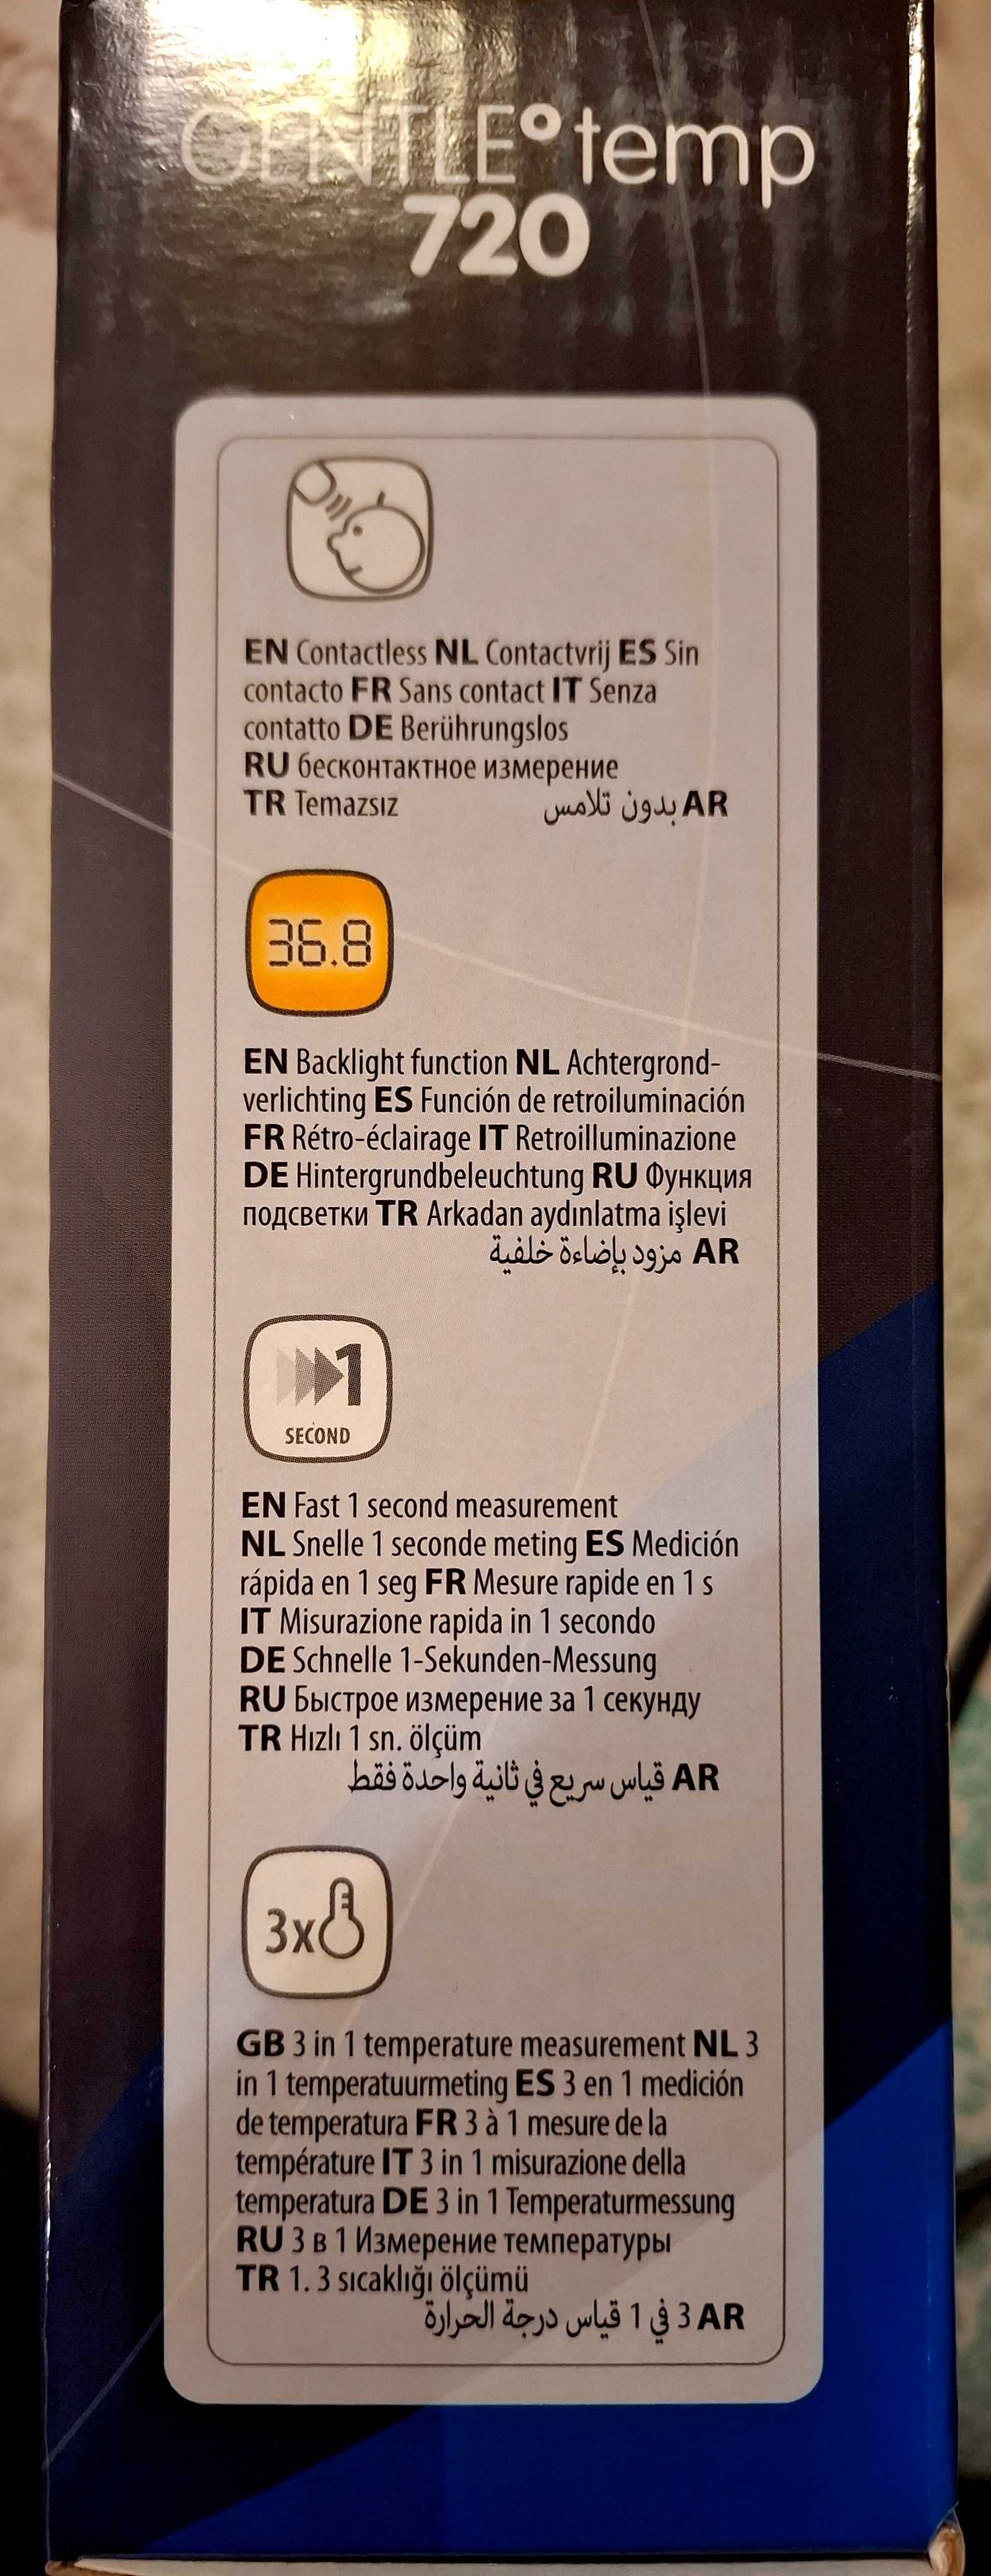 GENTLE° temp
720
EN Contactless NL Contactvrij ES Sin
contacto FR Sans contact IT Senza
contatto DE Berührungslos
RU бесконтактное измерение
TR Temazsız AR بدون تلامس
36.8
EN Backlight function NL Achtergrond-
verlichting ES Función de retroiluminación
FR Rétro-éclairage IT Retroilluminazione
DE Hintergrundbeleuchtung RU Функция
подсветки TR Arkadan aydınlatma işlevi
AR مزود بإضاءة خلفية
1
SECOND
EN Fast 1 second measurement
NL Snelle 1 seconde meting ES Medición
rápida en 1 seg FR Mesure rapide en 1 s
IT Misurazione rapida in 1 secondo
DE Schnelle 1-Sekunden-Messung
RU Быстрое измерение за 1 секунду
TR Hızlı 1 sn. ölçüm
AR قياس سريع في ثانية واحدة فقط
3x
GB 3 in 1 temperature measurement NL 3
in 1 temperatuurmeting ES 3 en 1 medición
de temperatura FR 3 à 1 mesure de la
température IT 3 in 1 misurazione della
temperatura DE 3 in 1 Temperaturmessung
RU 3 в 1 Измерение температуры
TR 1. 3 sıcaklığı ölçümü
AR 3 في 1 قياس درجة الحرارة